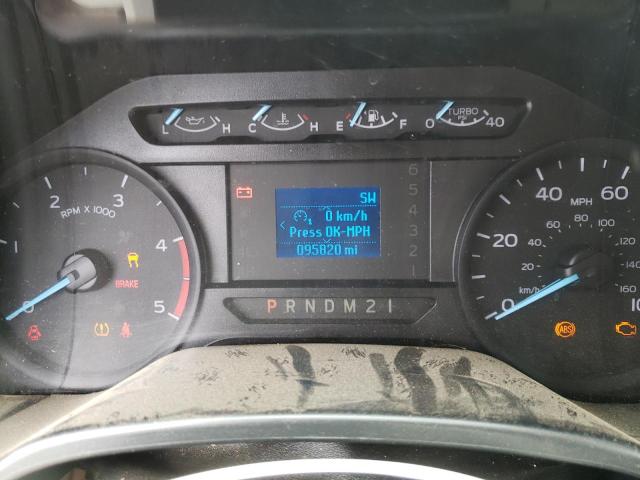 L H C H E F 0 TURBO PSI 40
6
5
4
3
2
1
SW
0 km/h
Press OK-MPH
095820 mi
P R N D M 2 1
0 1 2 3 4 5
RPM X 1000
BRAKE
0 20 40 60
MPH
20 40 60 80 100 120 140 160
km/h
ABS